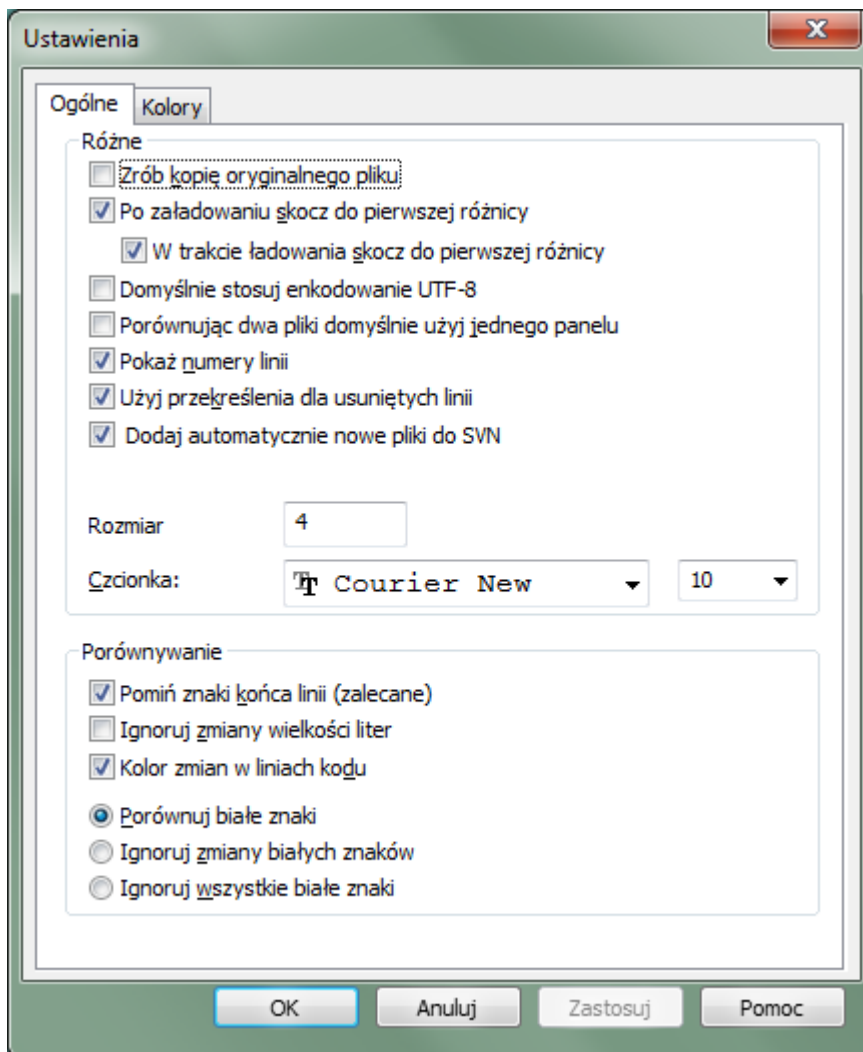 Ustawienia
Ogólne Kolory
Różne
Zrób kopię oryginalnego pliku
Po załadowaniu skocz do pierwszej różnicy
W trakcie ładowania skocz do pierwszej różnicy
Domyślnie stosuj enkodowanie UTF-8
Porównując dwa pliki domyślnie użyj jednego panelu
Pokaż numery linii
Użyj przekreślenia dla usuniętych linii
Dodaj automatycznie nowe pliki do SVN
Rozmiar 4
Czcionka: Courier New 10
Porównywanie
Pomiń znaki końca linii (zalecane)
Ignoruj zmiany wielkości liter
Kolor zmian w liniach kodu
Porównuj białe znaki
Ignoruj zmiany białych znaków
Ignoruj wszystkie białe znaki
OK Anuluj Zastosuj Pomoc